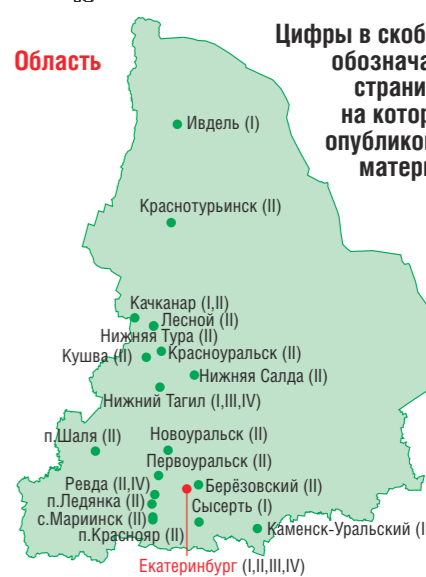 Область
Цифры в скоб
обознача
страни
на котор
опубликов
матери
Ивдель (I)
Краснотурьинск (II)
Качканар (I,II)
Лесной (II)
Нижняя Тура (II)
Кушва (II)
Красноуральск (II)
Нижняя Салда (II)
Нижний Тагил (I,III,IV)
п.Шаля (II)
Новоуральск (II)
Первоуральск (II)
Ревда (II,IV)
Берёзовский (II)
п.Ледянка (II)
Сысерть (I)
с.Мариинск (II)
п.Краснояр (II)
Каменск-Уральский (I
Екатеринбург (I,II,III,IV)